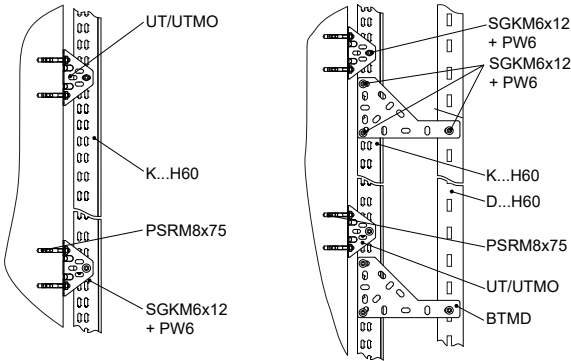 UT/UTMO
K...H60
PSRM8x75
SGKM6x12
+ PW6
SGKM6x12
+ PW6
SGKM6x12
+ PW6
K...H60
D...H60
PSRM8x75
UT/UTMO
BTMD